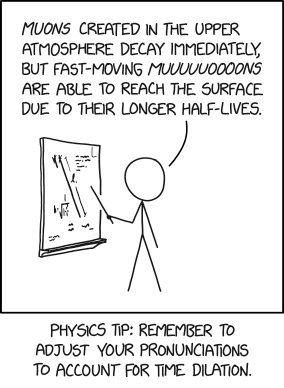 MUONS CREATED IN THE UPPER
ATMOSPHERE DECAY IMMEDIATELY,
BUT FAST-MOVING MUUUUUOOOONS
ARE ABLE TO REACH THE SURFACE
DUE TO THEIR LONGER HALF-LIVES.
PHYSICS TIP: REMEMBER TO
ADJUST YOUR PRONUNCIATIONS
TO ACCOUNT FOR TIME DILATION.